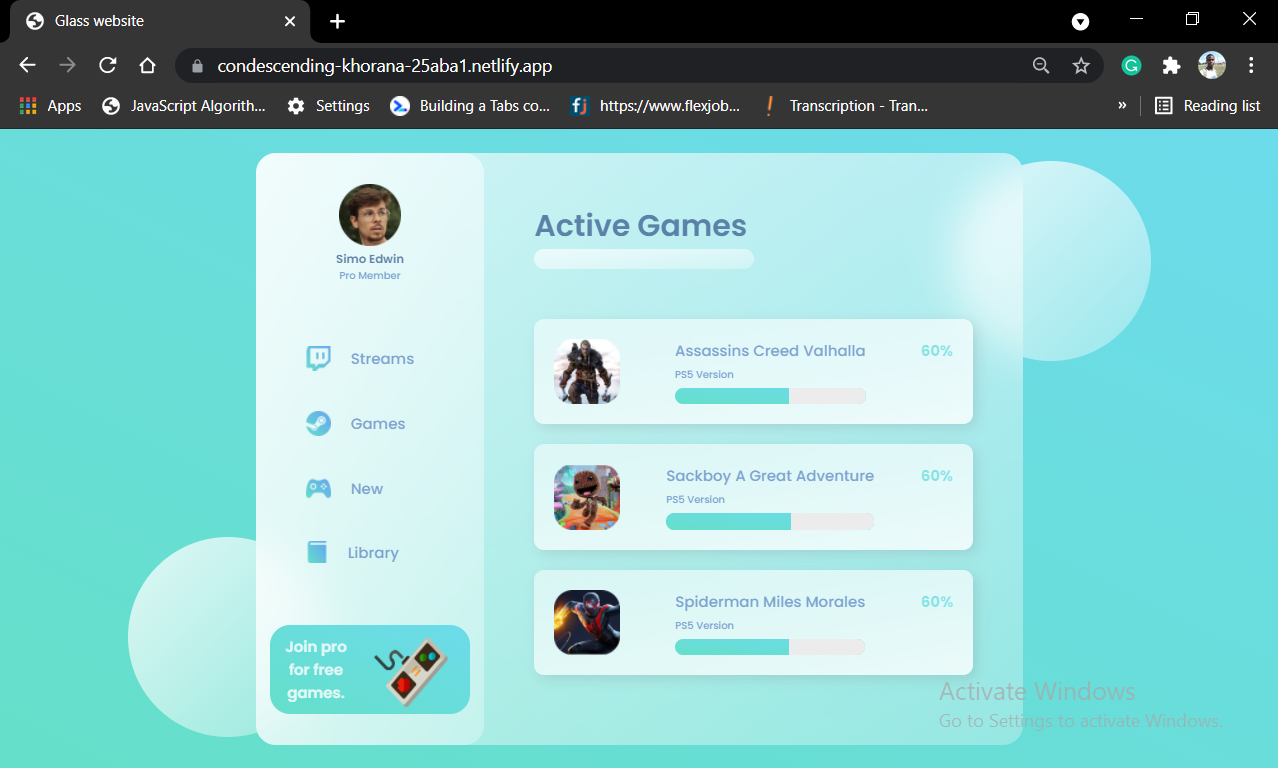 Glass website
condescending-khorana-25aba1.netlify.app
Apps JavaScript Algorith... Settings Building a Tabs co... fj https://www.flexjob... Transcription - Tran... » Reading list
Simo Edwin
Pro Member
Streams
Games
New
Library
Join pro
for free
games.
Active Games
Assassins Creed Valhalla 60%
PS5 Version
Sackboy A Great Adventure 60%
PS5 Version
Spiderman Miles Morales 60%
PS5 Version
Activate Windows
Go to Settings to activate Windows.